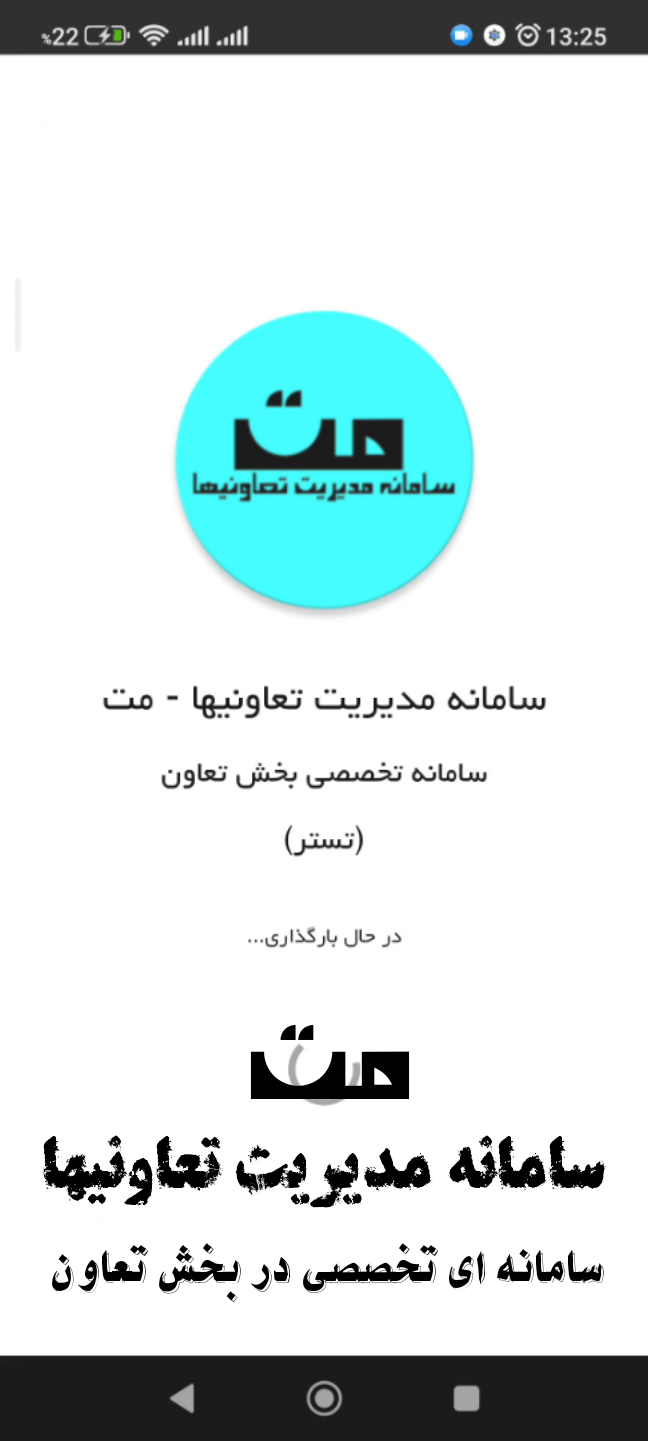 %22 13:25
مت
سامانه مدیریت تعاونیها
سامانه مدیریت تعاونیها - مت
سامانه تخصصی بخش تعاون
(تستر)
در حال بارگذاری...
مت
سامانه مدیریت تعاونیها
سامانه ای تخصصی در بخش تعاون